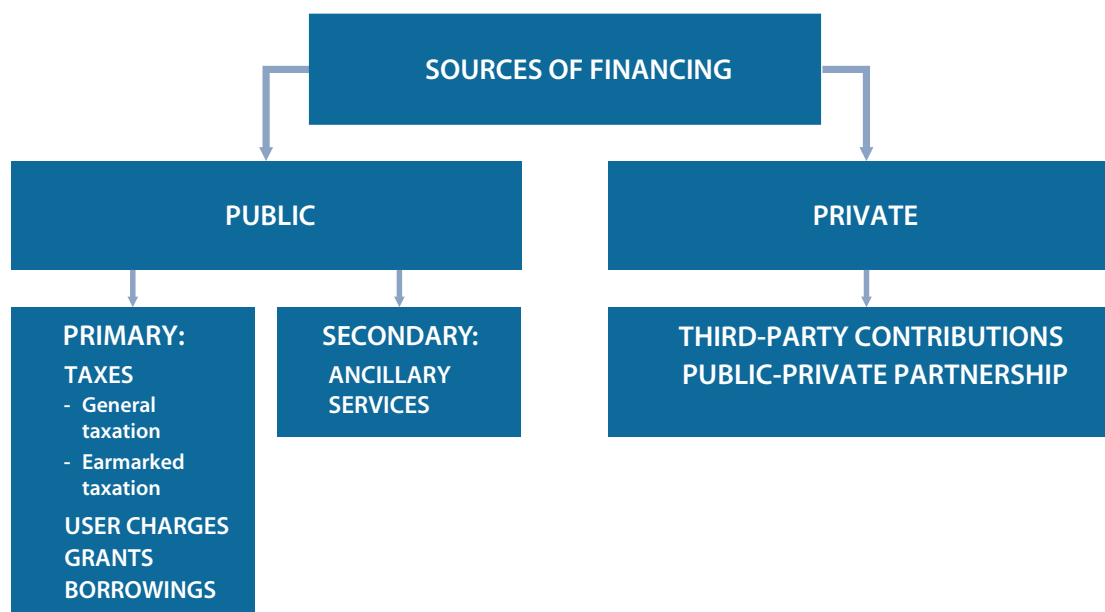 SOURCES OF FINANCING
PUBLIC
PRIVATE
PRIMARY:
TAXES
- General
taxation
- Earmarked
taxation
USER CHARGES
GRANTS
BORROWINGS
SECONDARY:
ANCILLARY
SERVICES
THIRD-PARTY CONTRIBUTIONS
PUBLIC-PRIVATE PARTNERSHIP